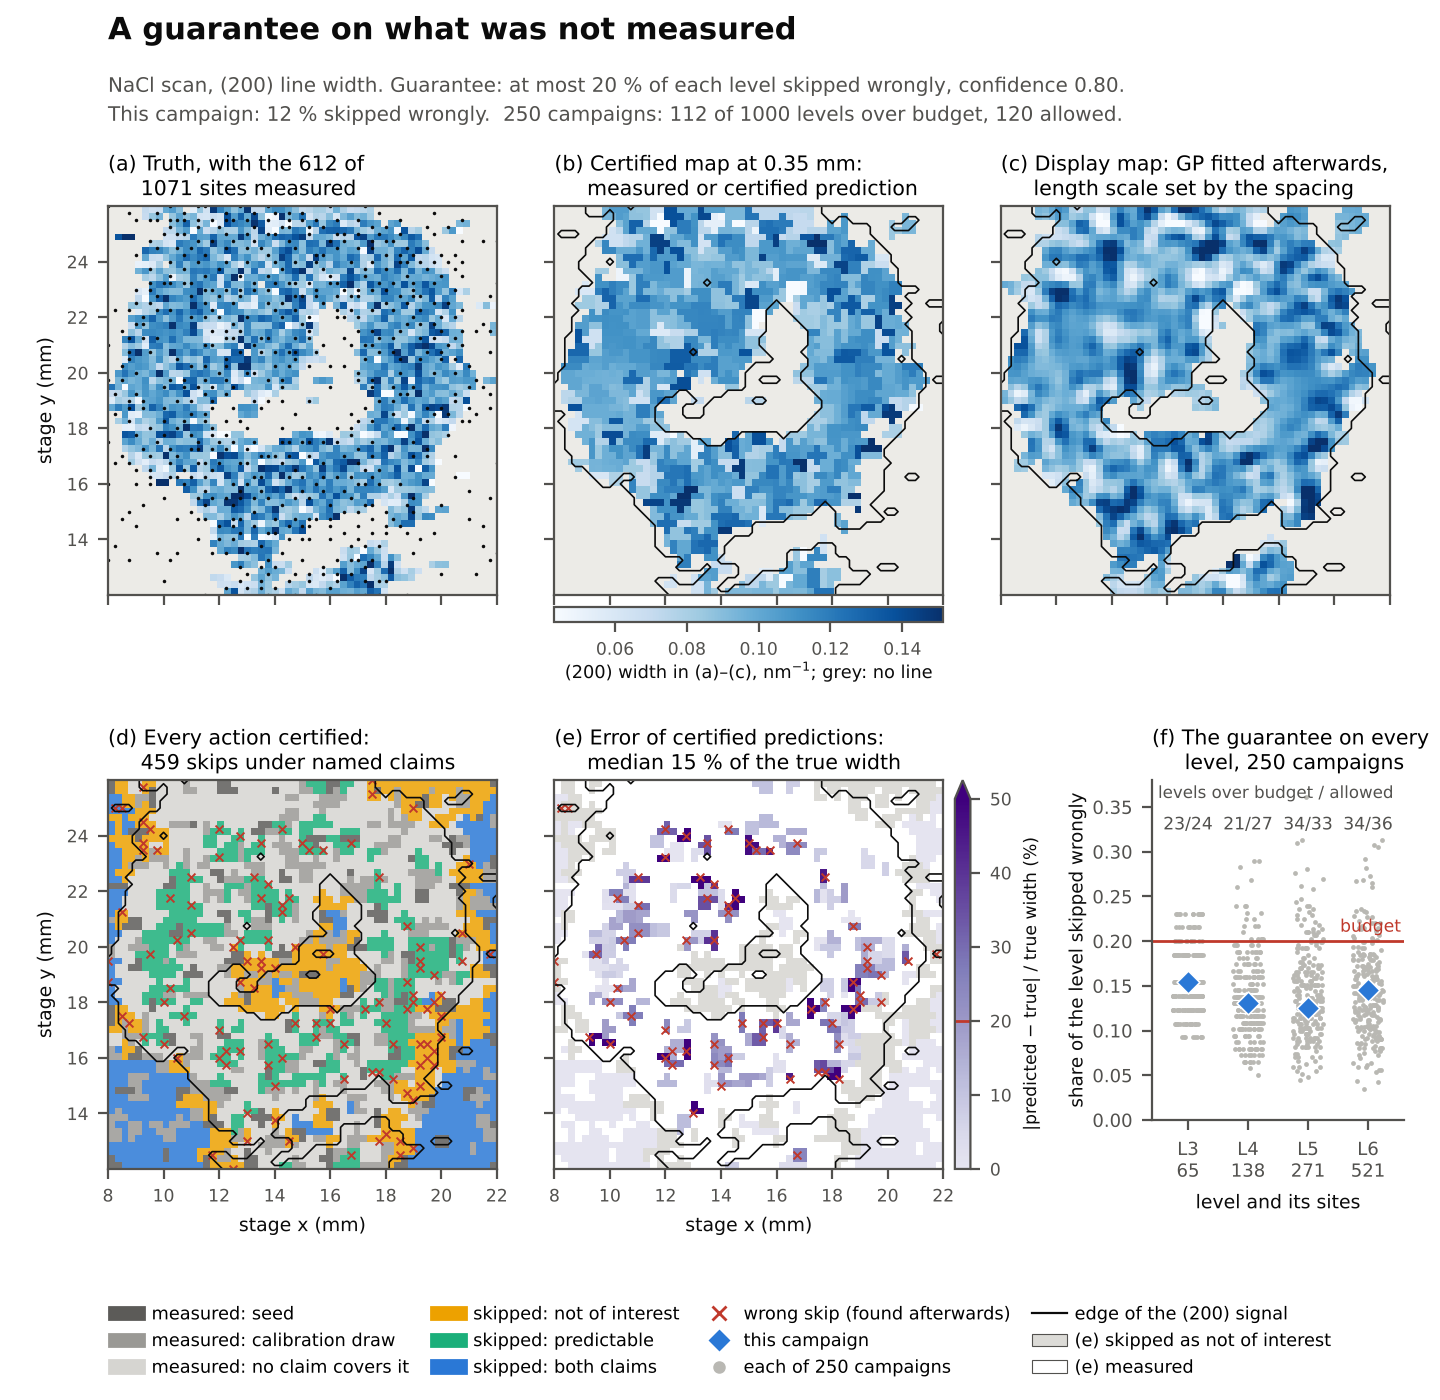 A guarantee on what was not measured
NaCl scan, (200) line width. Guarantee: at most 20 % of each level skipped wrongly, confidence 0.80.
This campaign: 12 % skipped wrongly.  250 campaigns: 112 of 1000 levels over budget, 120 allowed.
(a) Truth, with the 612 of
1071 sites measured
(b) Certified map at 0.35 mm:
measured or certified prediction
(c) Display map: GP fitted afterwards,
length scale set by the spacing
stage y (mm)
24
22
20
18
16
14
0.06 0.08 0.10 0.12 0.14
(200) width in (a)–(c), nm⁻¹; grey: no line
(d) Every action certified:
459 skips under named claims
(e) Error of certified predictions:
median 15 % of the true width
(f) The guarantee on every
level, 250 campaigns
stage y (mm)
24
22
20
18
16
14
8 10 12 14 16 18 20 22
stage x (mm)
8 10 12 14 16 18 20 22
stage x (mm)
50
40
30
20
10
0
|predicted − true| / true width (%)
share of the level skipped wrongly
0.35
0.30
0.25
0.20
0.15
0.10
0.05
0.00
levels over budget / allowed
23/24 21/27 34/33 34/36
budget
L3 L4 L5 L6
65 138 271 521
level and its sites
measured: seed
measured: calibration draw
measured: no claim covers it
skipped: not of interest
skipped: predictable
skipped: both claims
wrong skip (found afterwards)
this campaign
each of 250 campaigns
edge of the (200) signal
(e) skipped as not of interest
(e) measured